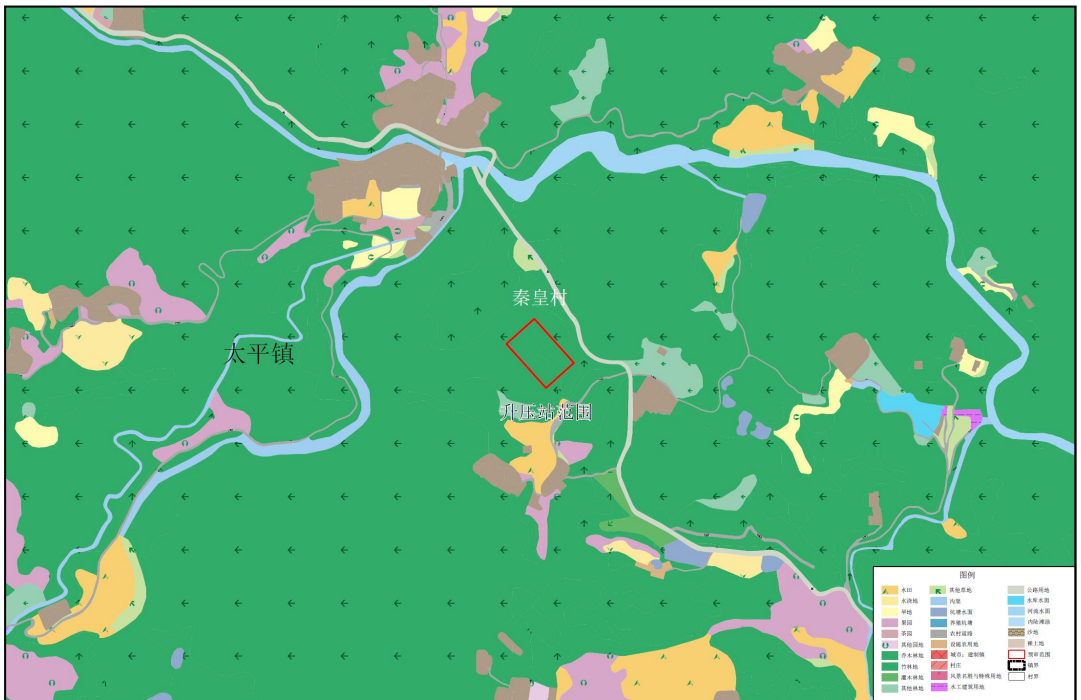 秦皇村
太平镇
升压站范围
图例
水田
水浇地
旱地
果园
茶园
其他园地
乔木林地
竹林地
灌木林地
其他林地
其他草地
沟渠
坑塘水面
养殖坑塘
农村道路
设施农用地
城市；建制镇
村庄
风景名胜与特殊用地
水工建筑用地
公路用地
水库水面
河流水面
内陆滩涂
沙地
裸土地
预审范围
镇界
村界